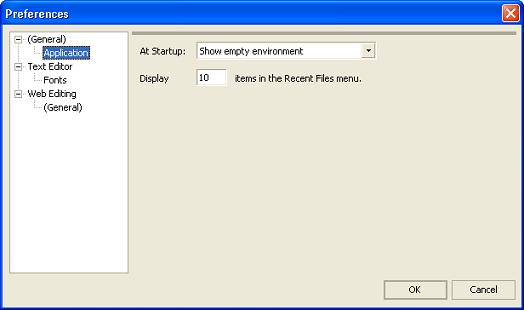 Preferences
(General)
Application
Text Editor
Fonts
Web Editing
(General)
At Startup: Show empty environment
Display 10 items in the Recent Files menu.
OK Cancel